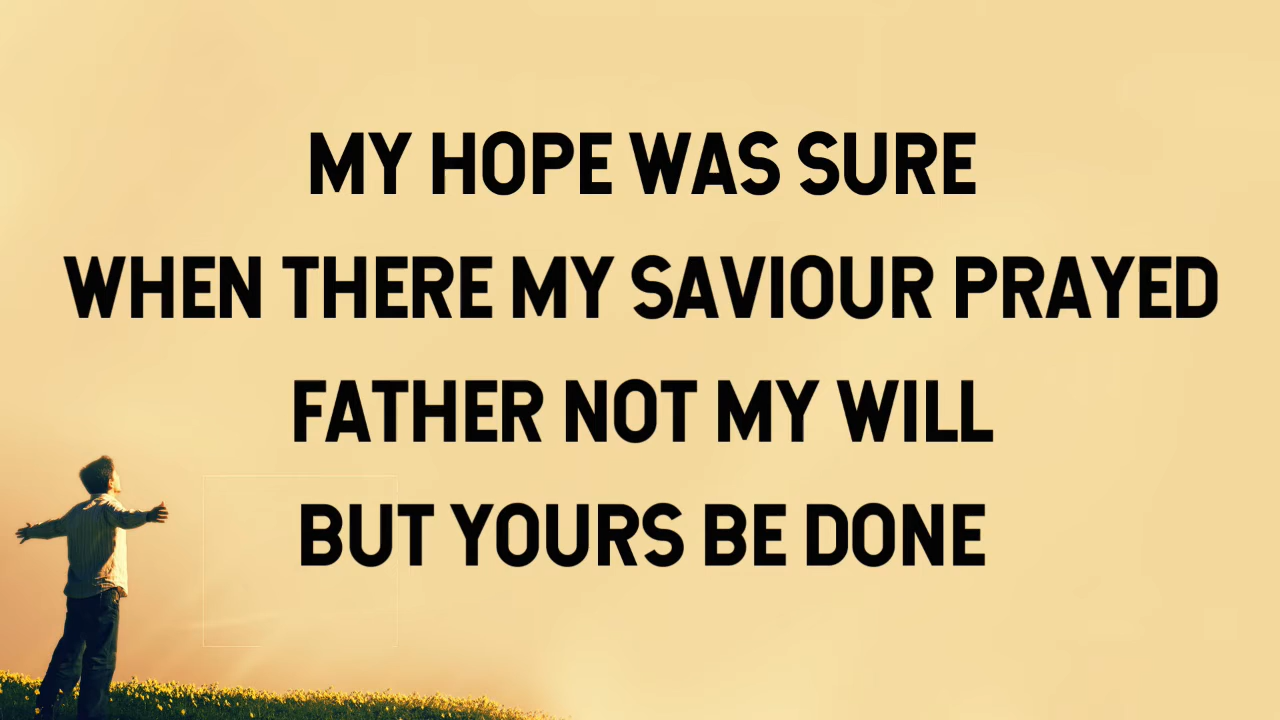 MY HOPE WAS SURE
WHEN THERE MY SAVIOUR PRAYED
FATHER NOT MY WILL
BUT YOURS BE DONE